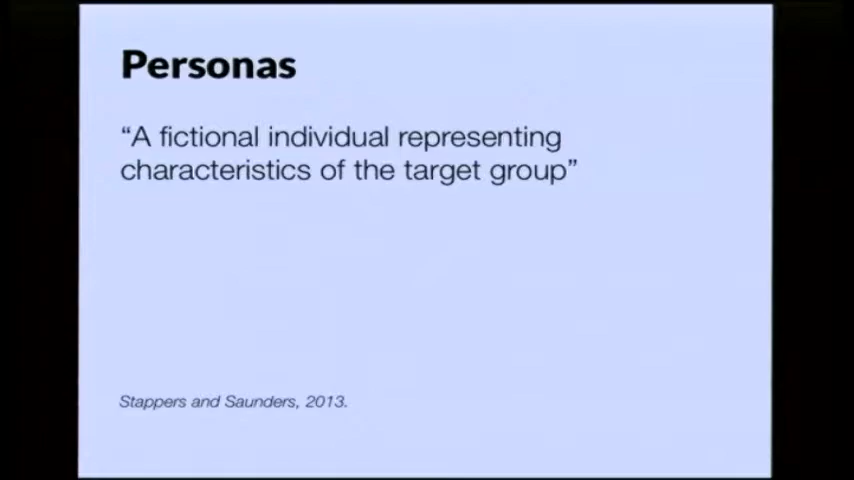 Personas
“A fictional individual representing
characteristics of the target group”
Stappers and Saunders, 2013.